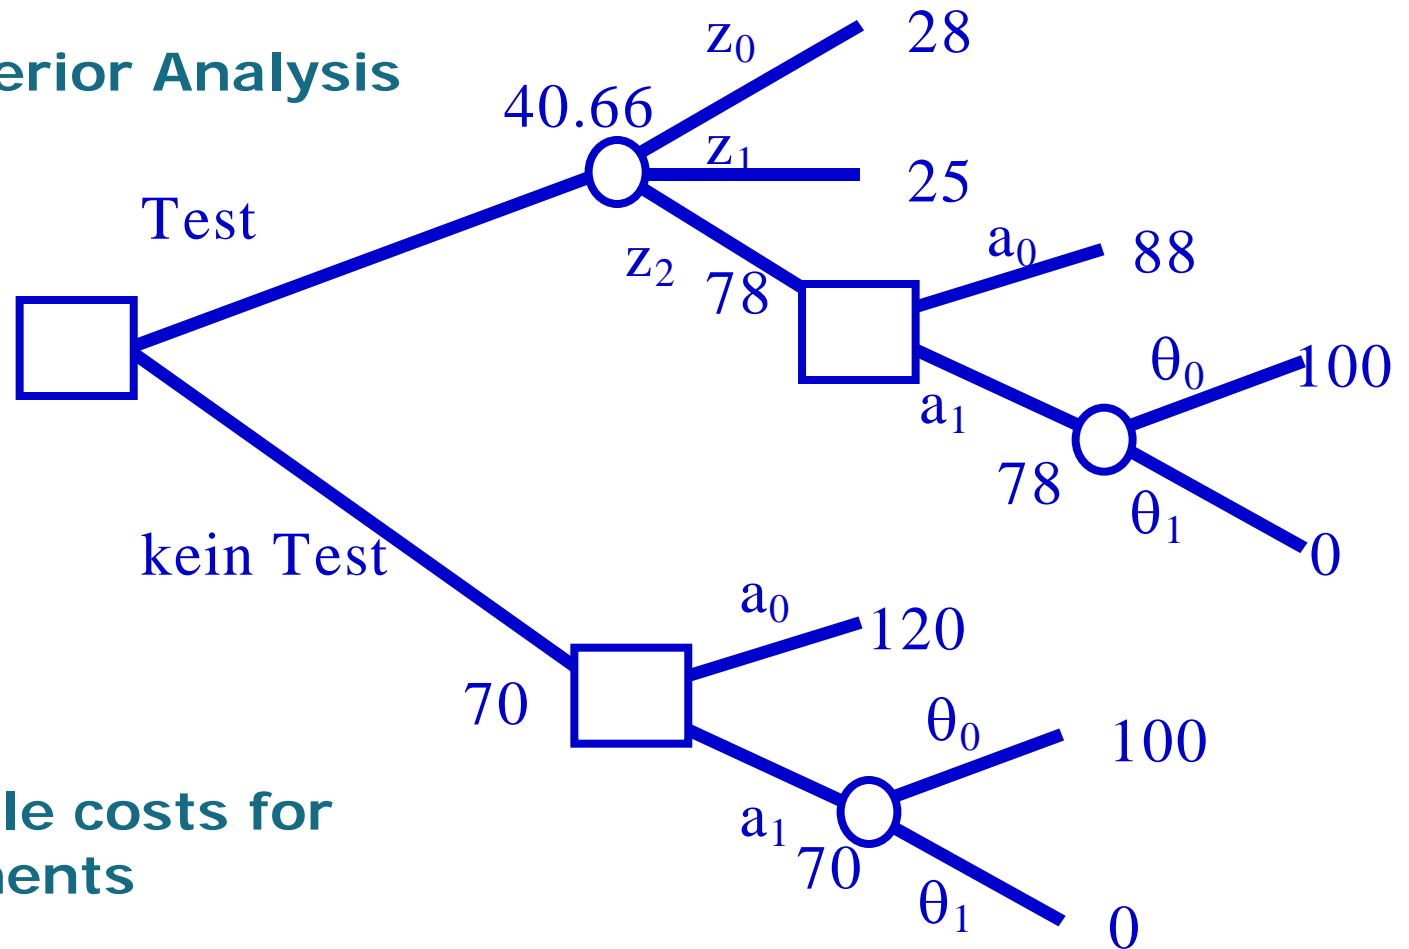 z0 28
erior Analysis
40.66
z1
25
Test
a0 88
z2 78
θ0 100
a1
78
θ1
0
kein Test
a0
120
70
θ0
100
le costs for
a1
70
nents
θ1
0